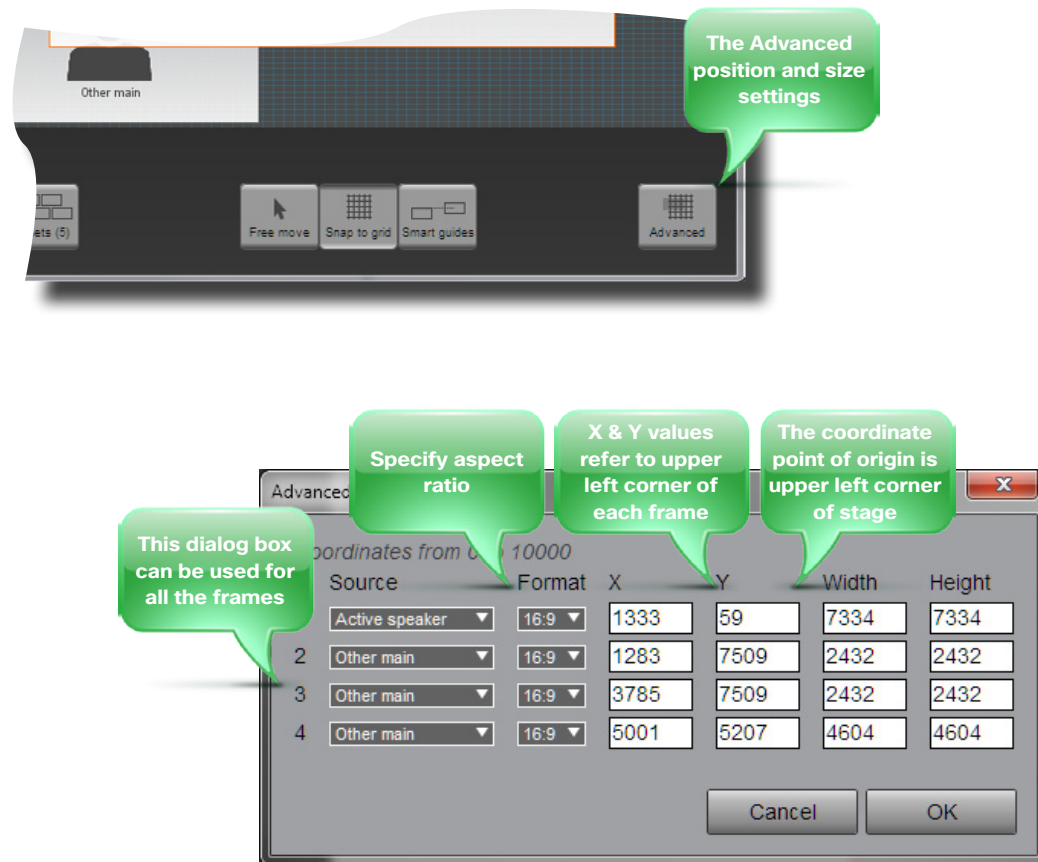 The Advanced
position and size
settings
Other main
ets (5)
Free move
Snap to grid
Smart guides
Advanced
Specify aspect
ratio
X & Y values
refer to upper
left corner of
each frame
The coordinate
point of origin is
upper left corner
of stage
This dialog box
can be used for
all the frames
Advanced
X
oordinates from 0 10000
Source Format X Y Width Height
Active speaker 16:9 1333 59 7334 7334
2 Other main 16:9 1283 7509 2432 2432
3 Other main 16:9 3785 7509 2432 2432
4 Other main 16:9 5001 5207 4604 4604
Cancel OK